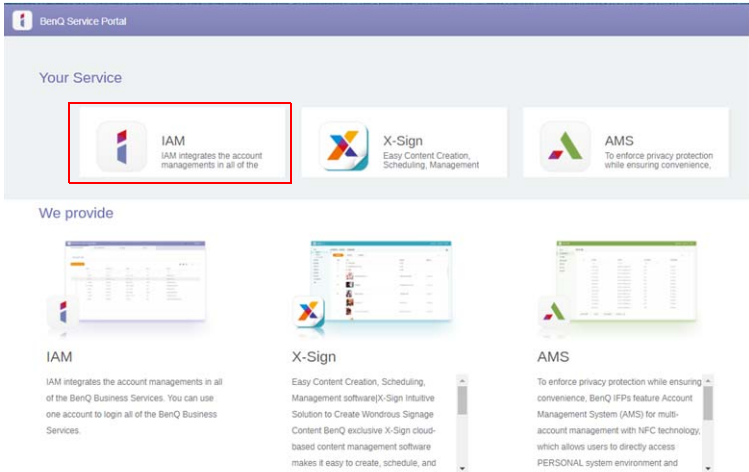 BenQ Service Portal
Your Service
IAM
IAM integrates the account
managements in all of the
X-Sign
Easy Content Creation,
Scheduling, Management
AMS
To enforce privacy protection
while ensuring convenience,
We provide
IAM
IAM integrates the account managements in all
of the BenQ Business Services. You can use
one account to login all of the BenQ Business
Services.
X-Sign
Easy Content Creation, Scheduling,
Management software|X-Sign Intuitive
Solution to Create Wondrous Signage
Content BenQ exclusive X-Sign cloud-
based content management software
makes it easy to create, schedule, and
AMS
To enforce privacy protection while ensuring
convenience, BenQ IFPs feature Account
Management System (AMS) for multi-
account management with NFC technology,
which allows users to directly access
PERSONAL system environment and